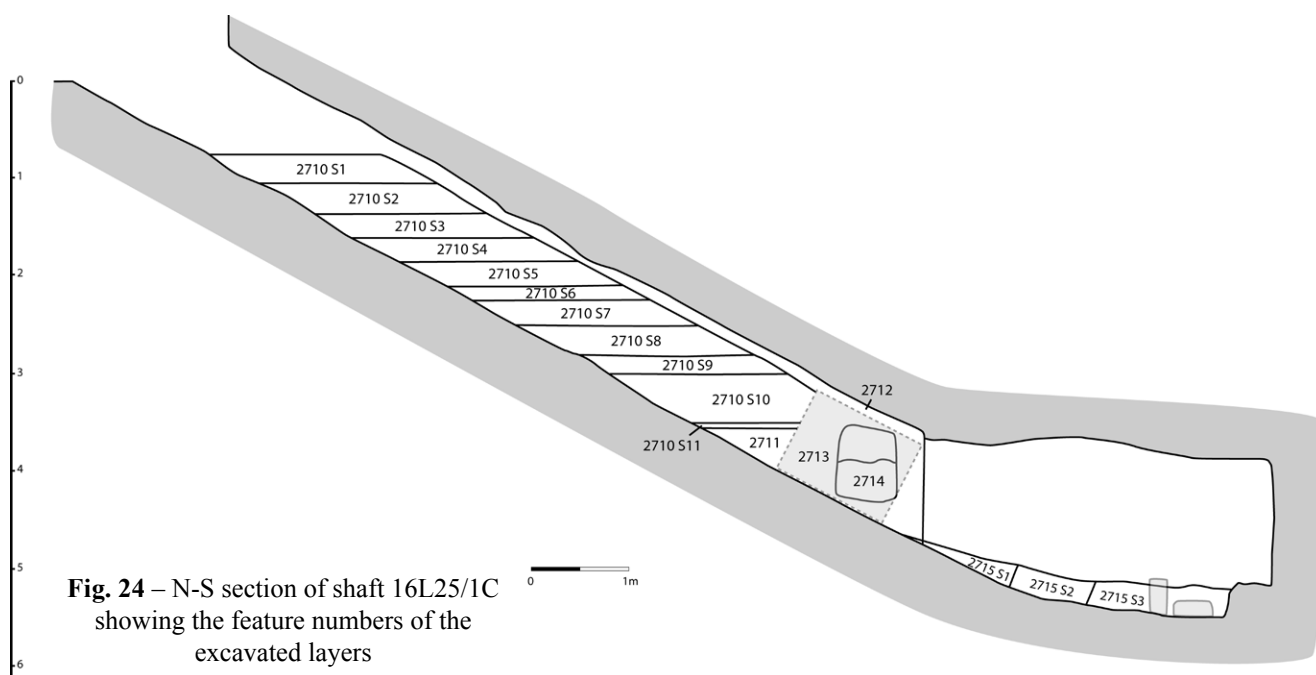 0
1
2
3
4
5
6
2710 S1
2710 S2
2710 S3
2710 S4
2710 S5
2710 S6
2710 S7
2710 S8
2710 S9
2710 S10
2710 S11
2711
2712
2713
2714
2715 S1
2715 S2
2715 S3
0 1m
Fig. 24 – N-S section of shaft 16L25/1C
showing the feature numbers of the
excavated layers